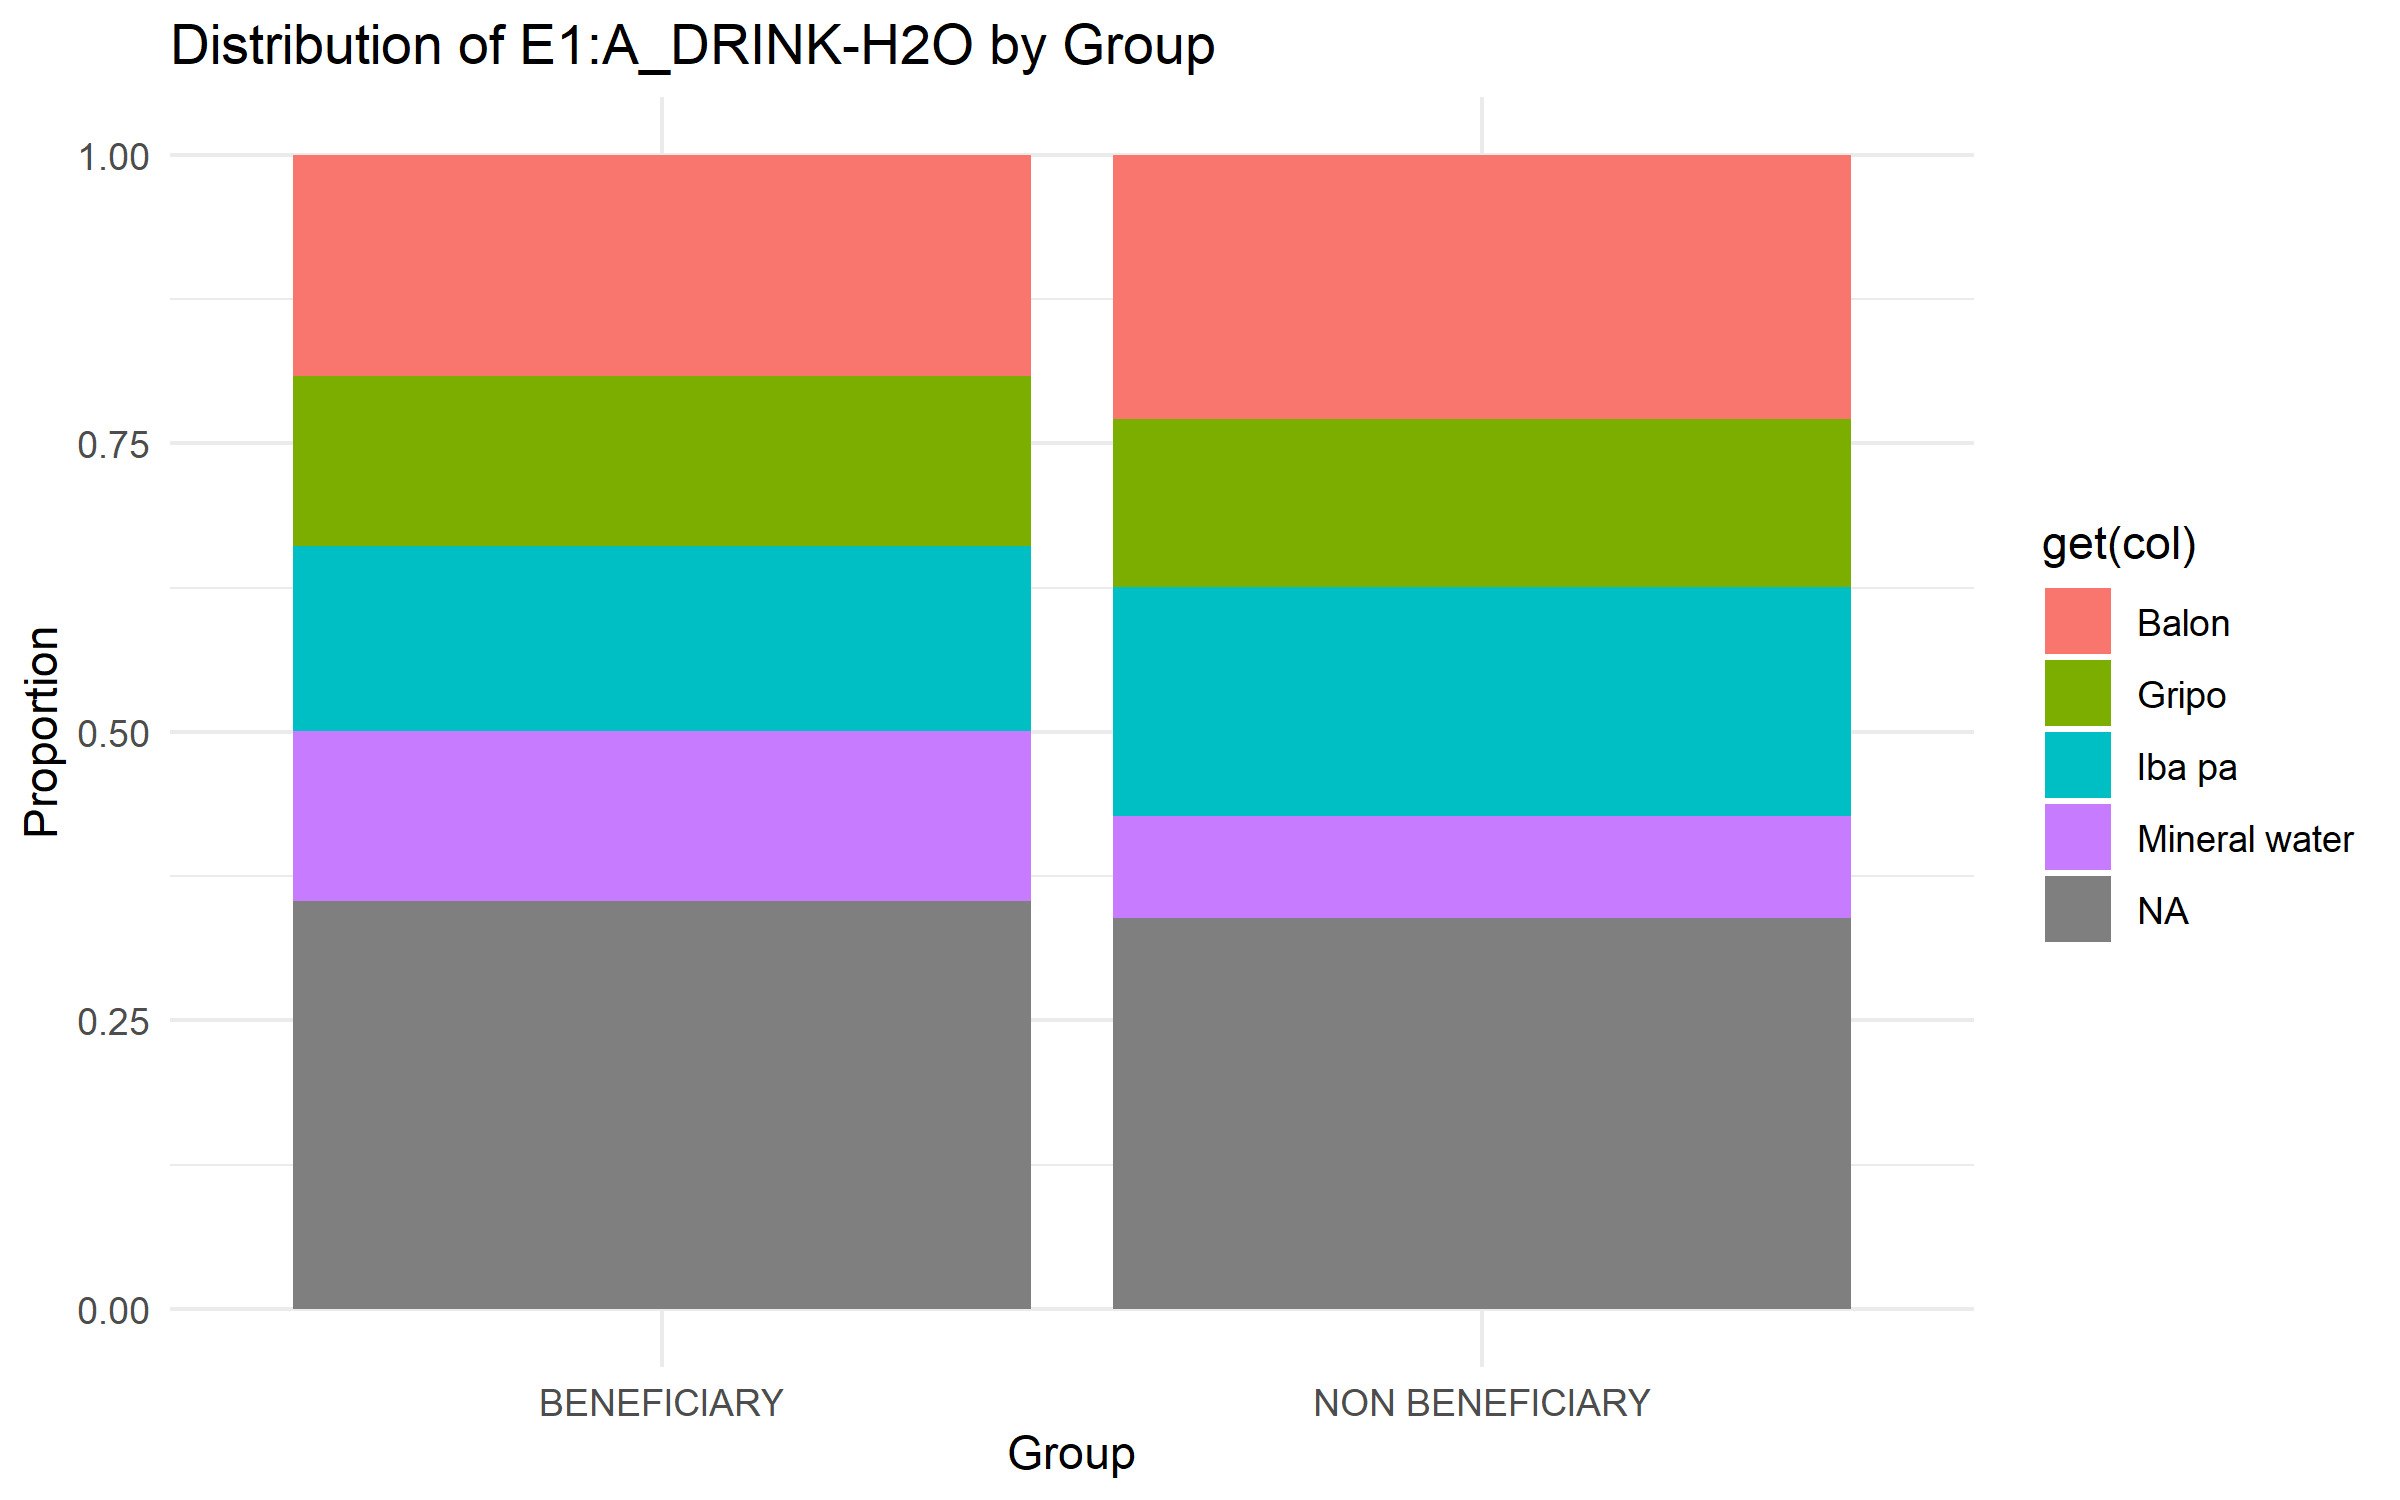 Distribution of E1:A_DRINK-H2O by Group
1.00
0.75
0.50
0.25
0.00
Proportion
BENEFICIARY
NON BENEFICIARY
Group
get(col)
Balon
Gripo
Iba pa
Mineral water
NA